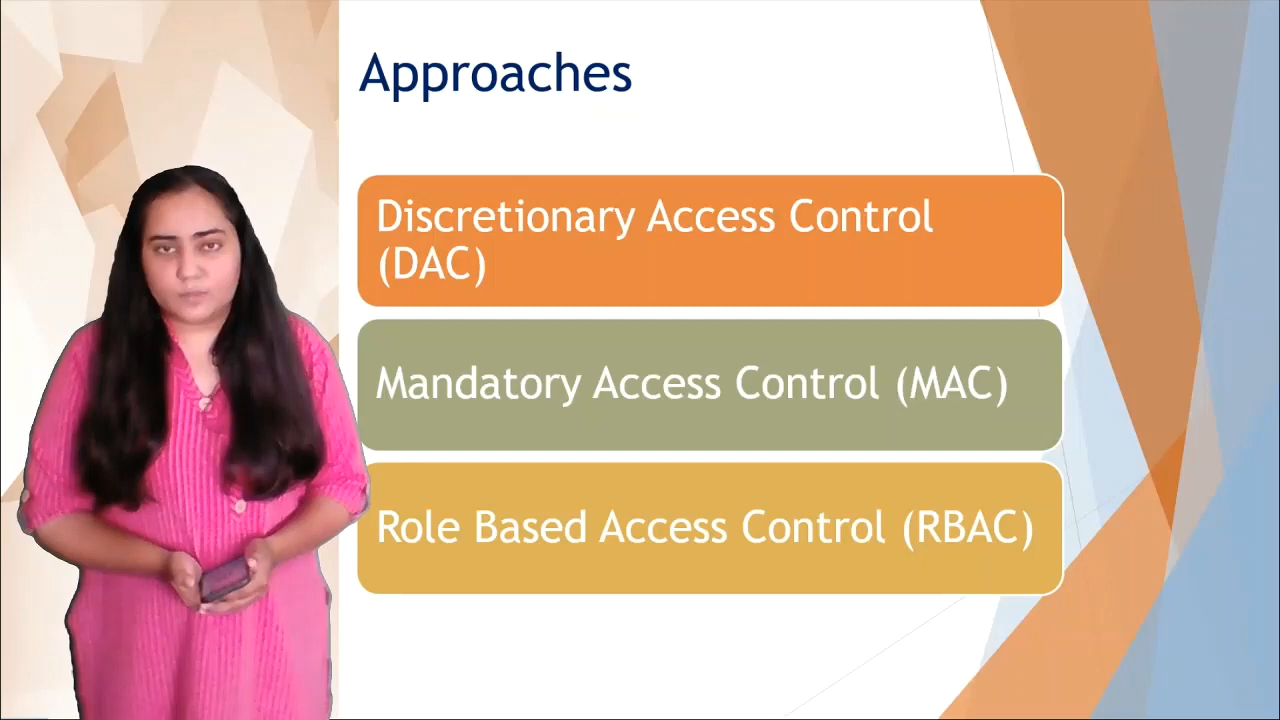 Approaches
Discretionary Access Control
(DAC)
Mandatory Access Control (MAC)
Role Based Access Control (RBAC)